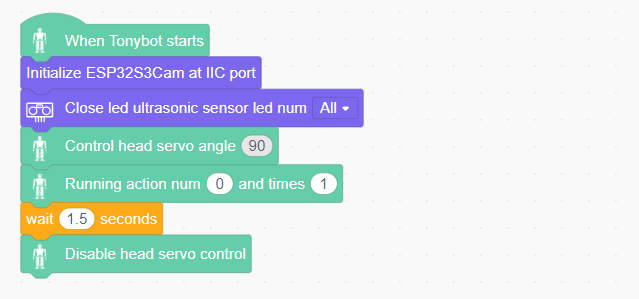 When Tonybot starts
Initialize ESP32S3Cam at IIC port
Close led ultrasonic sensor led num All
Control head servo angle 90
Running action num 0 and times 1
wait 1.5 seconds
Disable head servo control